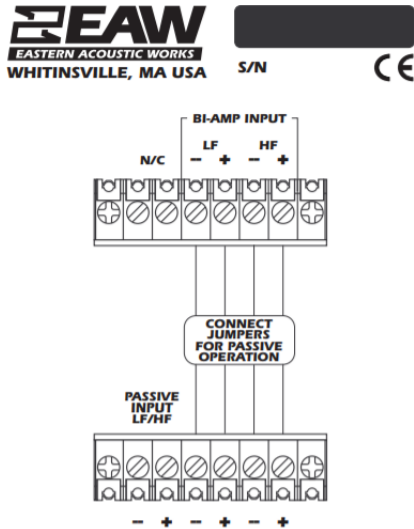 EAW
EASTERN ACOUSTIC WORKS
WHITINSVILLE, MA USA
S/N
CE
BI-AMP INPUT
LF HF
N/C − + − +
CONNECT
JUMPERS
FOR PASSIVE
OPERATION
PASSIVE
INPUT
LF/HF
− + − + − +